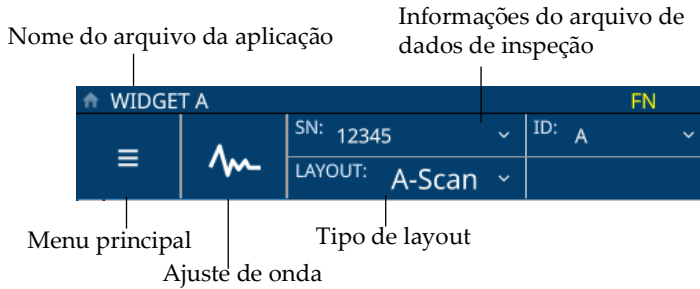 Informações do arquivo de
dados de inspeção
Nome do arquivo da aplicação
WIDGET A
FN
SN: 12345
ID: A
LAYOUT: A-Scan
Menu principal
Tipo de layout
Ajuste de onda